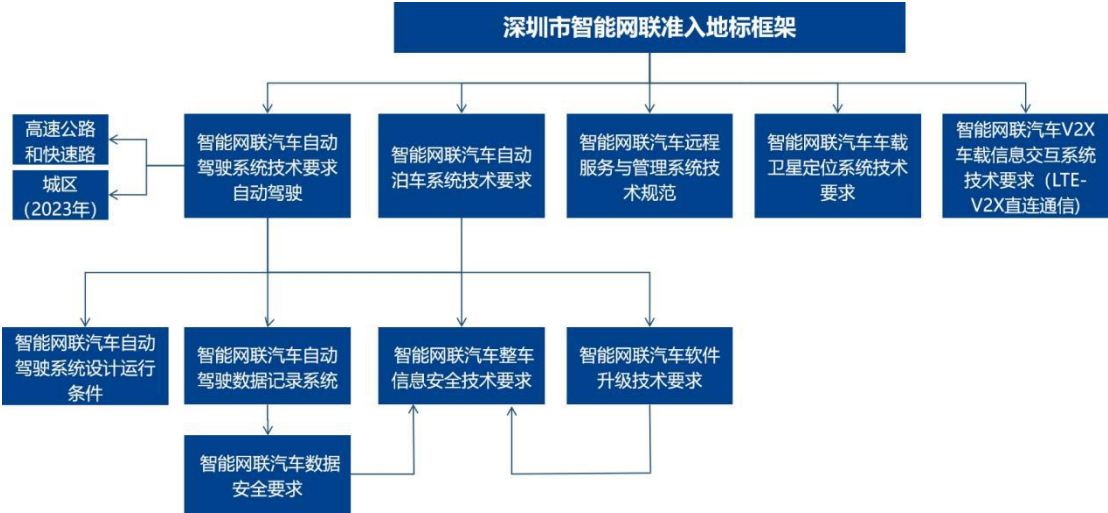 深圳市智能网联准入地标框架
高速公路
和快速路
城区
(2023年)
智能网联汽车自动
驾驶系统技术要求
自动驾驶
智能网联汽车自动
泊车系统技术要求
智能网联汽车远程
服务与管理系统技
术规范
智能网联汽车车载
卫星定位系统技术
要求
智能网联汽车V2X
车载信息交互系统
技术要求（LTE-
V2X直连通信)
智能网联汽车自动
驾驶系统设计运行
条件
智能网联汽车自动
驾驶数据记录系统
智能网联汽车整车
信息安全技术要求
智能网联汽车软件
升级技术要求
智能网联汽车数据
安全要求